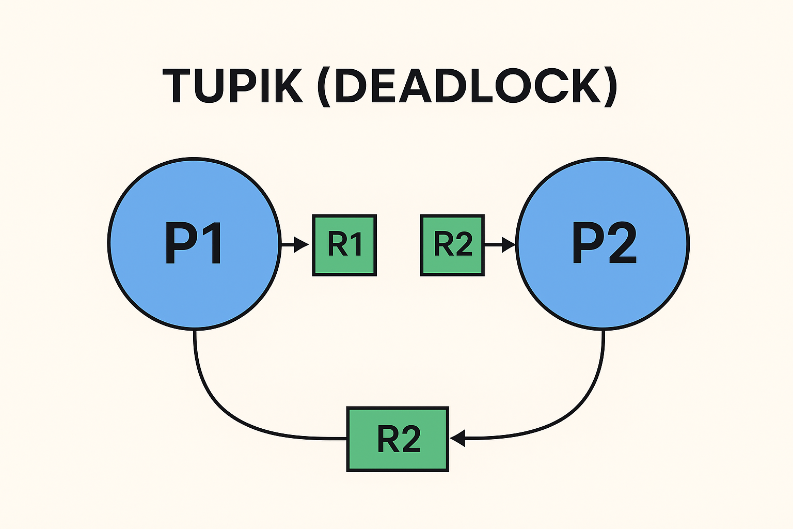 TUPIK (DEADLOCK)
P1
R1
R2
P2
R2